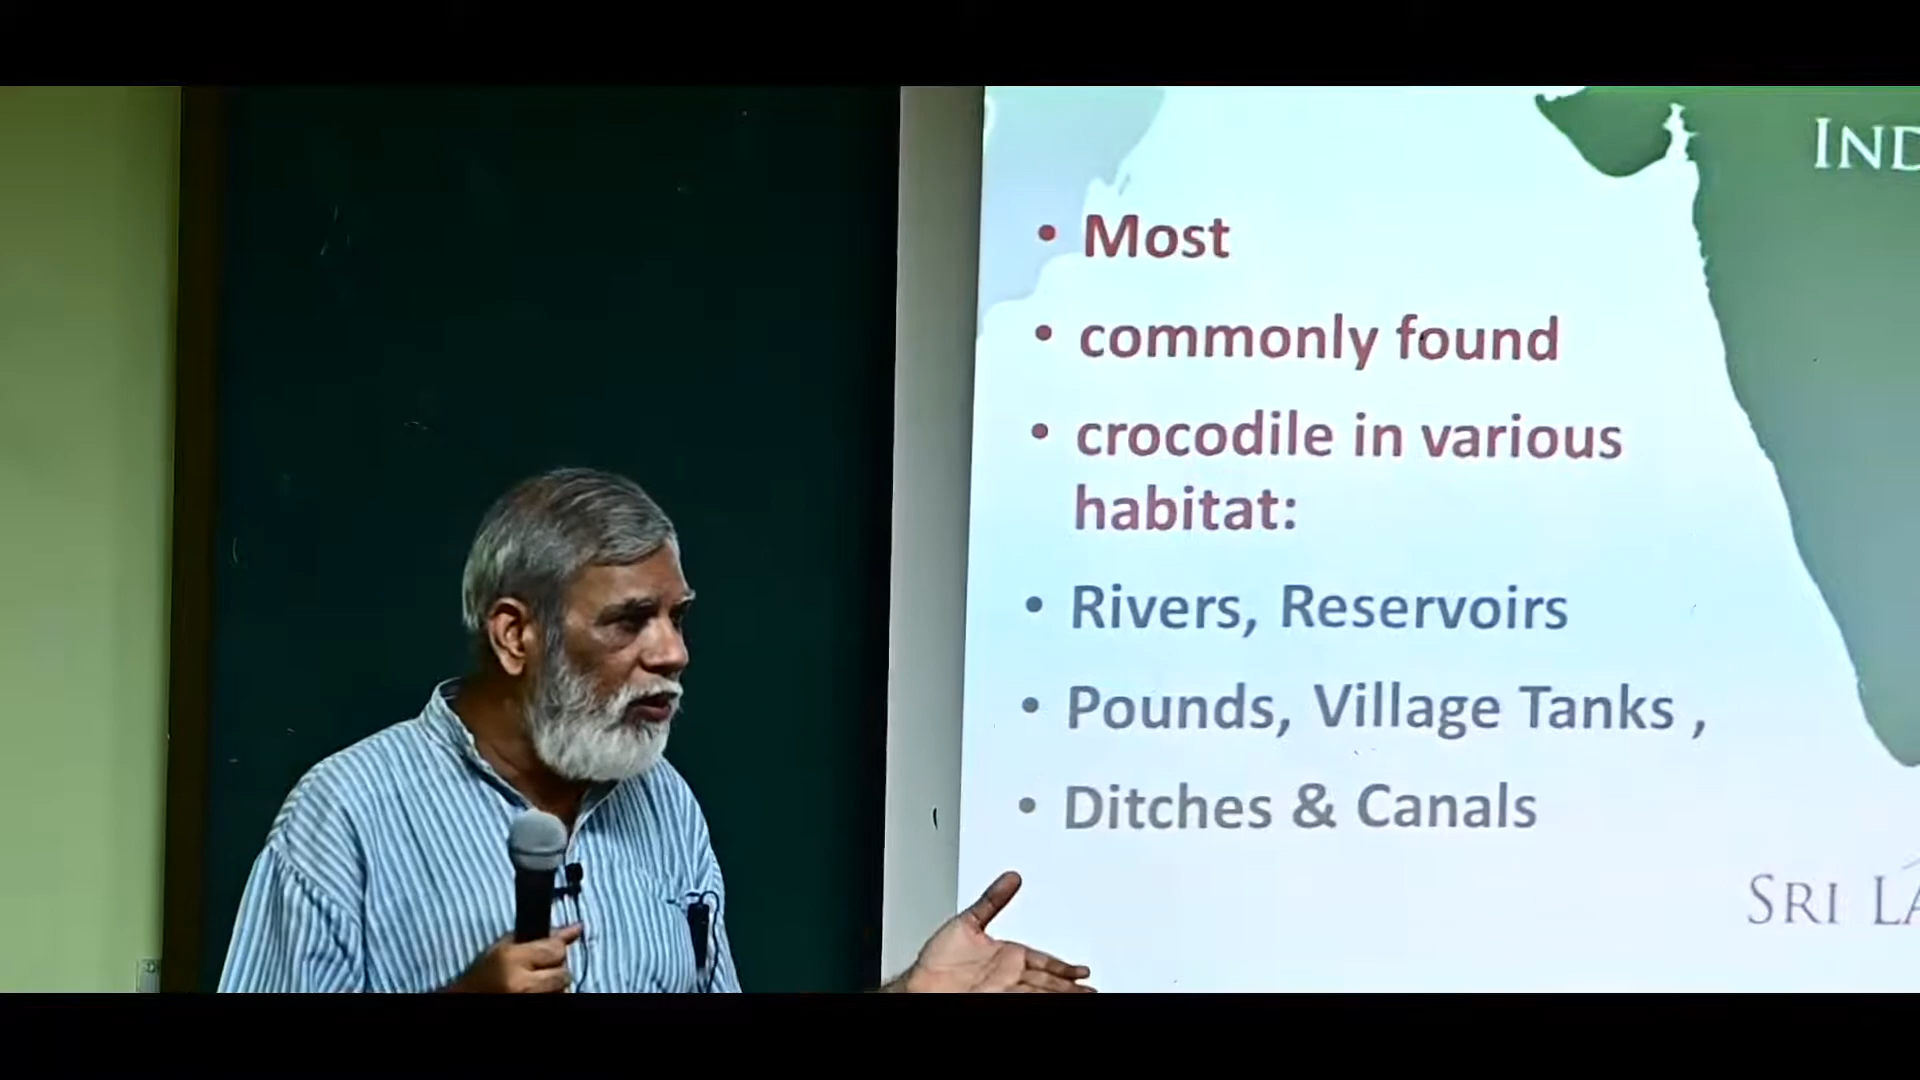 IND
• Most
• commonly found
• crocodile in various
habitat:
• Rivers, Reservoirs
• Pounds, Village Tanks ,
• Ditches & Canals
SRI LA